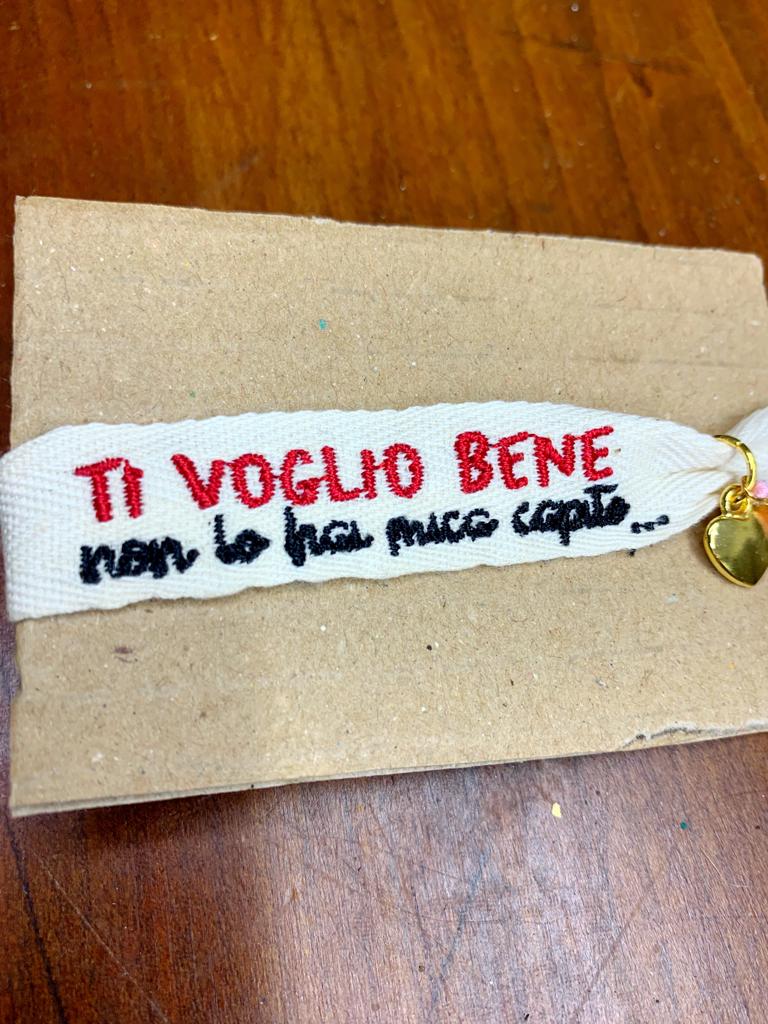 TI VOGLIO BENE
non lo hai mica capito...